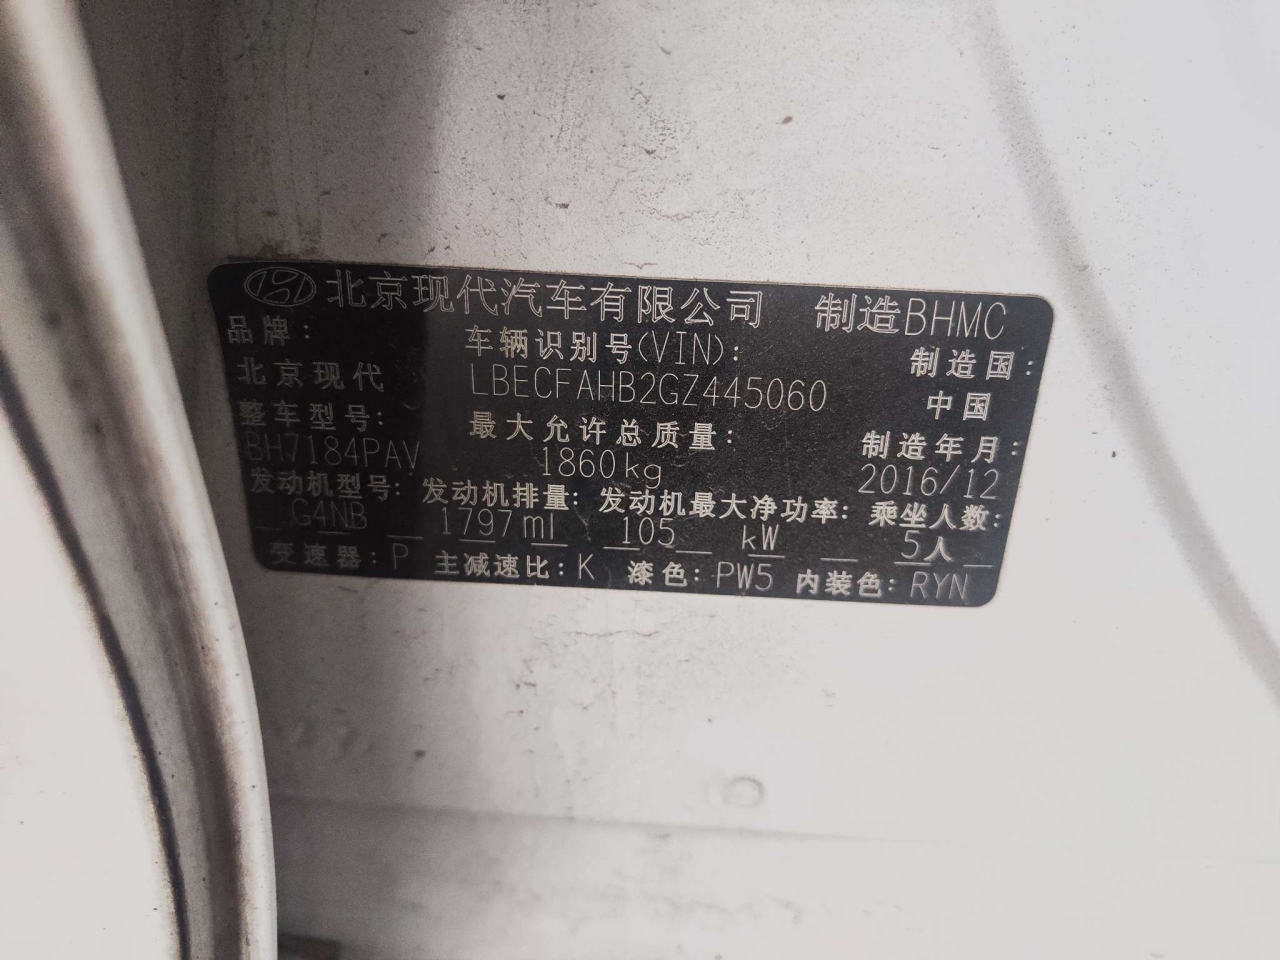 北京现代汽车有限公司 制造BHMC
品牌: 车辆识别号(VIN): 制造国:
北京现代 LBECFAHB2GZ445060 中国
整车型号: 最大允许总质量: 制造年月:
BH7184PAV 1860kg 2016/12
发动机型号: 发动机排量: 发动机最大净功率: 乘坐人数:
G4NB 1797ml 105 kW 5人
变速器: P 主减速比: K 漆色: PW5 内装色: RYN